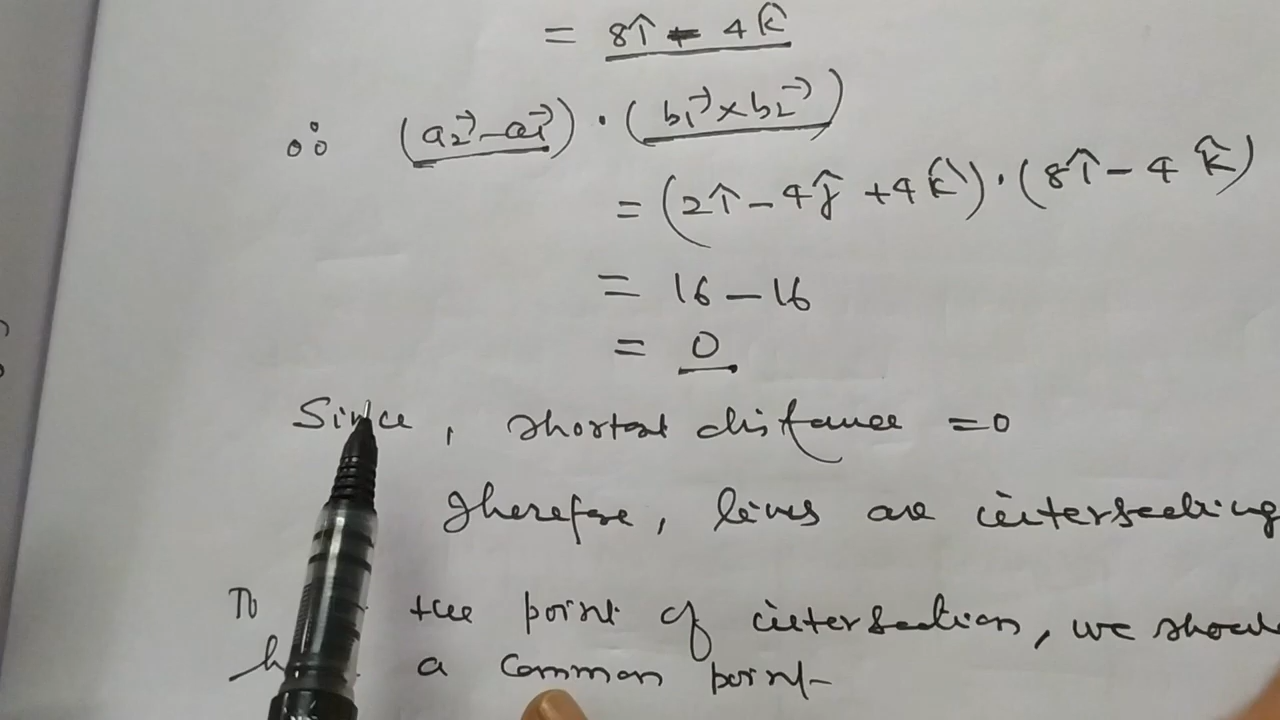 = 8î - 4k̂
∴ (a₂⃗ - a₁⃗) · (b₁⃗ × b₂⃗)
= (2î - 4ĵ + 4k̂) · (8î - 4k̂)
= 16 - 16
= 0
Since, shortest distance = 0
Therefore, lines are intersecting
To the point of intersection, we should
a common point